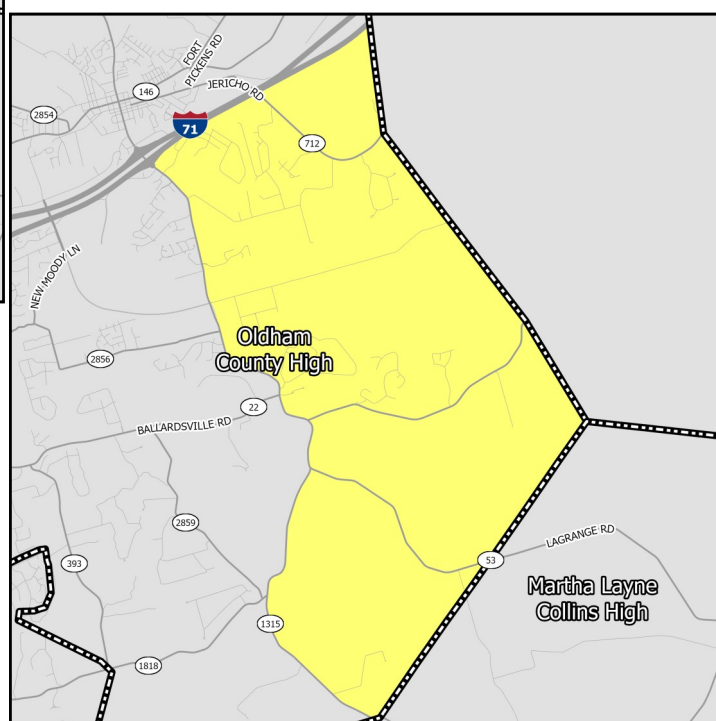 FORT
PICKENS RD
JERICHO RD
146
2854
71
712
NEW MOODY LN
Oldham
County High
2856
22
BALLARDSVILLE RD
2859
LAGRANGE RD
53
393
Martha Layne
Collins High
1315
1818